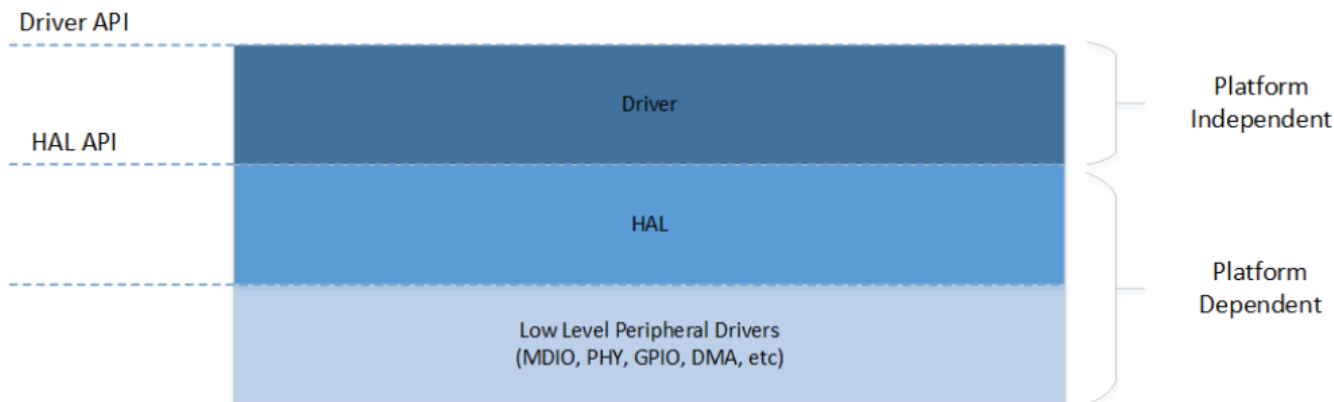 Driver API
Driver
Platform
Independent
HAL API
HAL
Platform
Dependent
Low Level Peripheral Drivers
(MDIO, PHY, GPIO, DMA, etc)